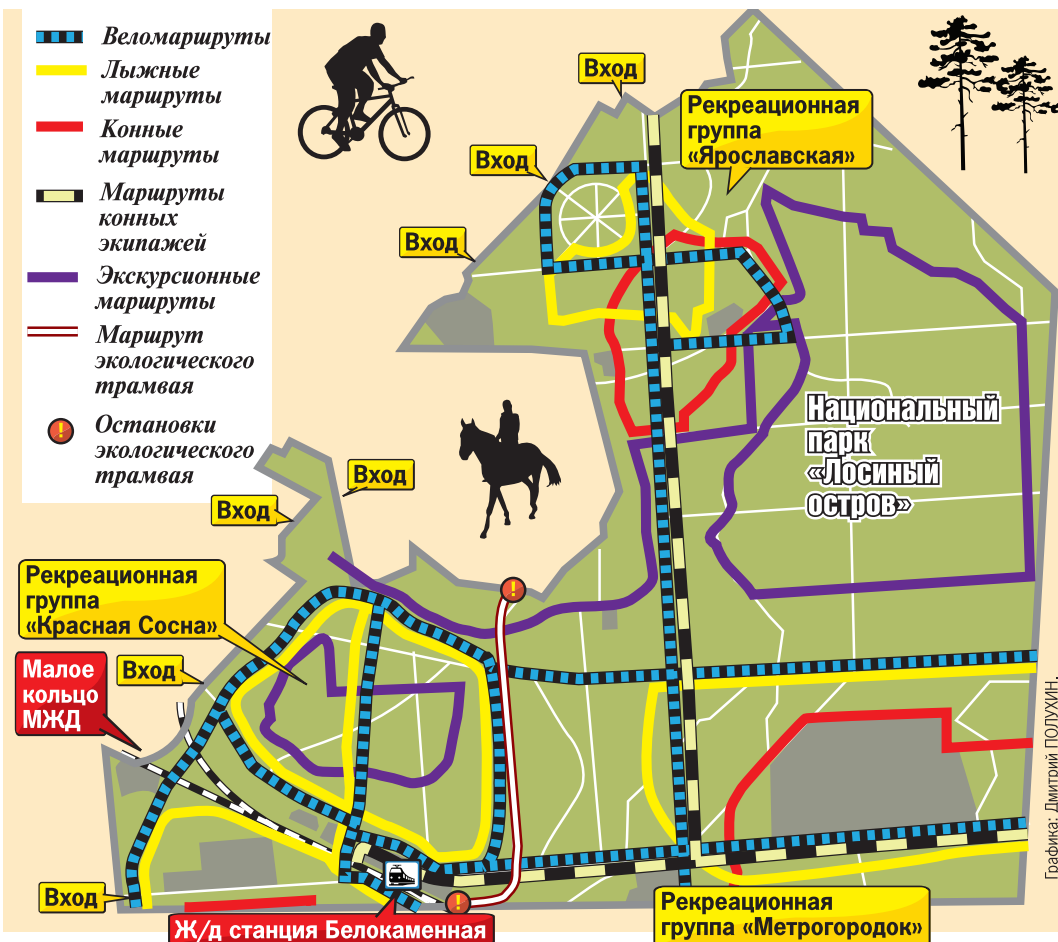 Веломаршруты
Лыжные
маршруты
Конные
маршруты
Маршруты
конных
экипажей
Экскурсионные
маршруты
Маршрут
экологического
трамвая
!
Остановки
экологического
трамвая
Вход
Рекреационная
группа
«Ярославская»
Вход
Вход
Национальный
парк
«Лосиный
остров»
Вход
Вход
!
Рекреационная
группа
«Красная Сосна»
Малое
кольцо
МЖД
Вход
Вход
!
Ж/д станция Белокаменная
Рекреационная
группа «Метрогородок»
Графика: Дмитрий ПОЛУХИН.